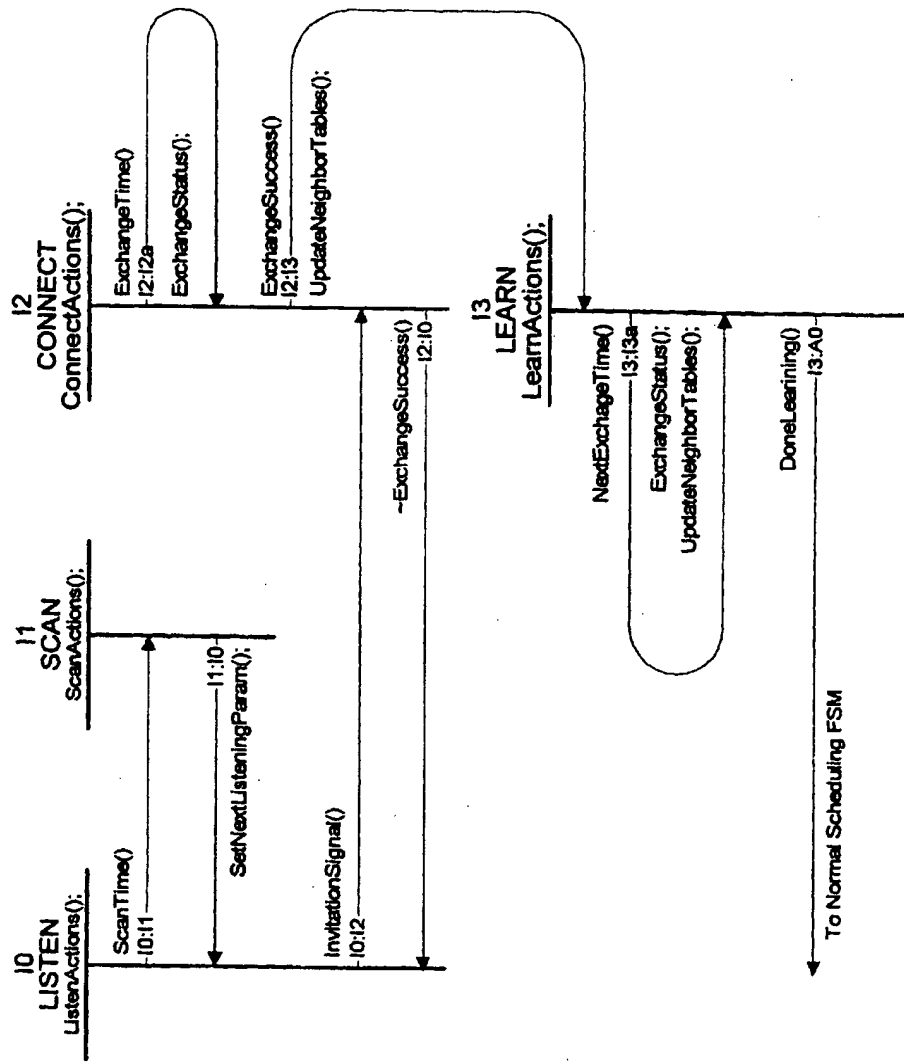 I0
LISTEN
ListenActions();
I1
SCAN
ScanActions();
I2
CONNECT
ConnectActions();
ScanTime()
I0:I1
I1:I0
SetNextListeningParam();
ExchangeTime()
I2:I2a
ExchangeStatus();
ExchangeSuccess()
I2:I3
UpdateNeighborTables();
InvitationSignal()
I0:I2
~ExchangeSuccess()
I2:I0
I3
LEARN
LearnActions();
NextExchageTime()
I3:I3a
ExchangeStatus();
UpdateNeighborTables();
DoneLearining()
I3:A0
To Normal Scheduling FSM